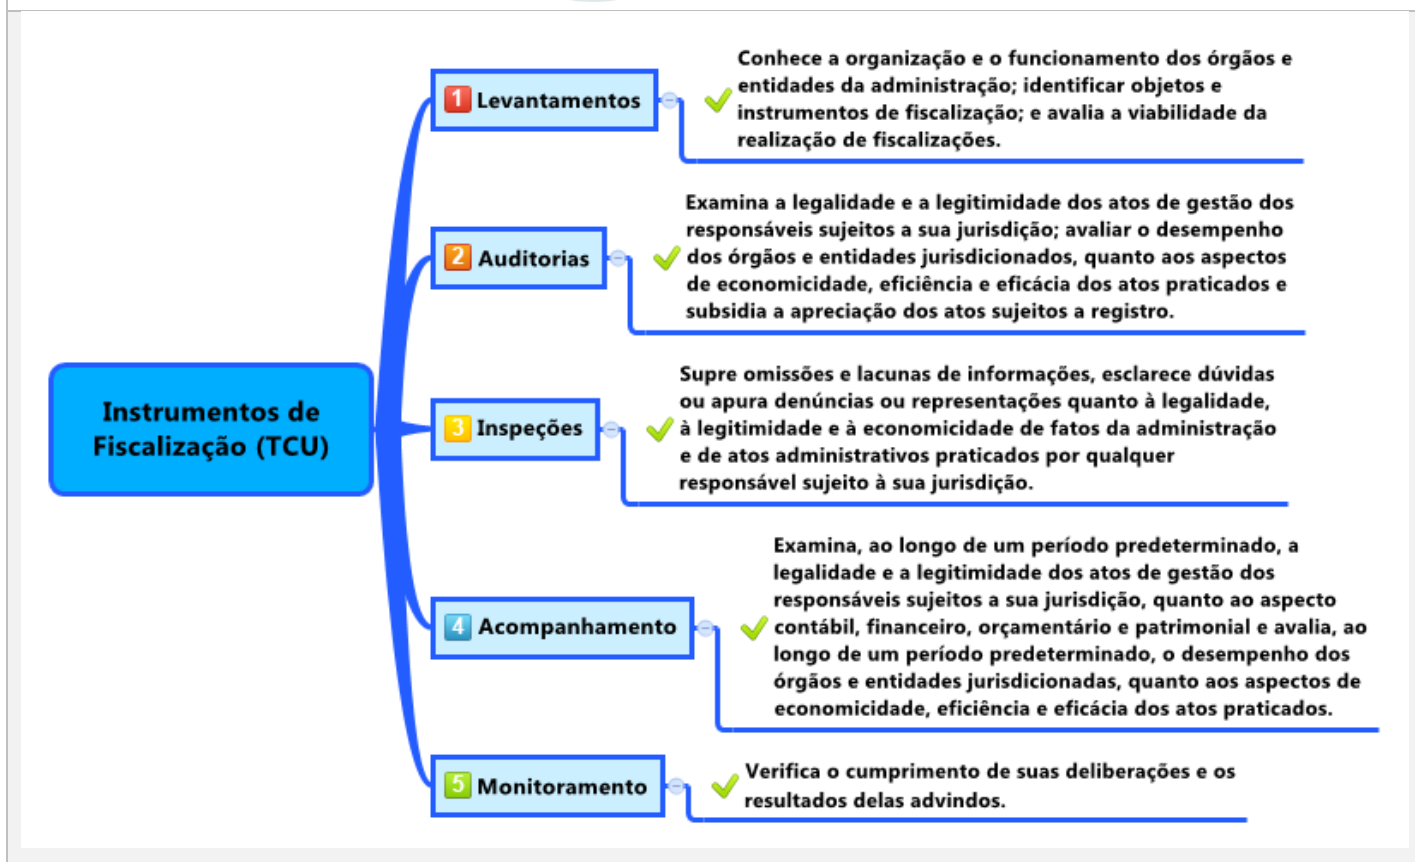 Instrumentos de
Fiscalização (TCU)
1 Levantamentos
Conhece a organização e o funcionamento dos órgãos e
entidades da administração; identificar objetos e
instrumentos de fiscalização; e avalia a viabilidade da
realização de fiscalizações.
2 Auditorias
Examina a legalidade e a legitimidade dos atos de gestão dos
responsáveis sujeitos a sua jurisdição; avaliar o desempenho
dos órgãos e entidades jurisdicionados, quanto aos aspectos
de economicidade, eficiência e eficácia dos atos praticados e
subsidia a apreciação dos atos sujeitos a registro.
3 Inspeções
Supre omissões e lacunas de informações, esclarece dúvidas
ou apura denúncias ou representações quanto à legalidade,
à legitimidade e à economicidade de fatos da administração
e de atos administrativos praticados por qualquer
responsável sujeito à sua jurisdição.
4 Acompanhamento
Examina, ao longo de um período predeterminado, a
legalidade e a legitimidade dos atos de gestão dos
responsáveis sujeitos a sua jurisdição, quanto ao aspecto
contábil, financeiro, orçamentário e patrimonial e avalia, ao
longo de um período predeterminado, o desempenho dos
órgãos e entidades jurisdicionadas, quanto aos aspectos de
economicidade, eficiência e eficácia dos atos praticados.
5 Monitoramento
Verifica o cumprimento de suas deliberações e os
resultados delas advindos.